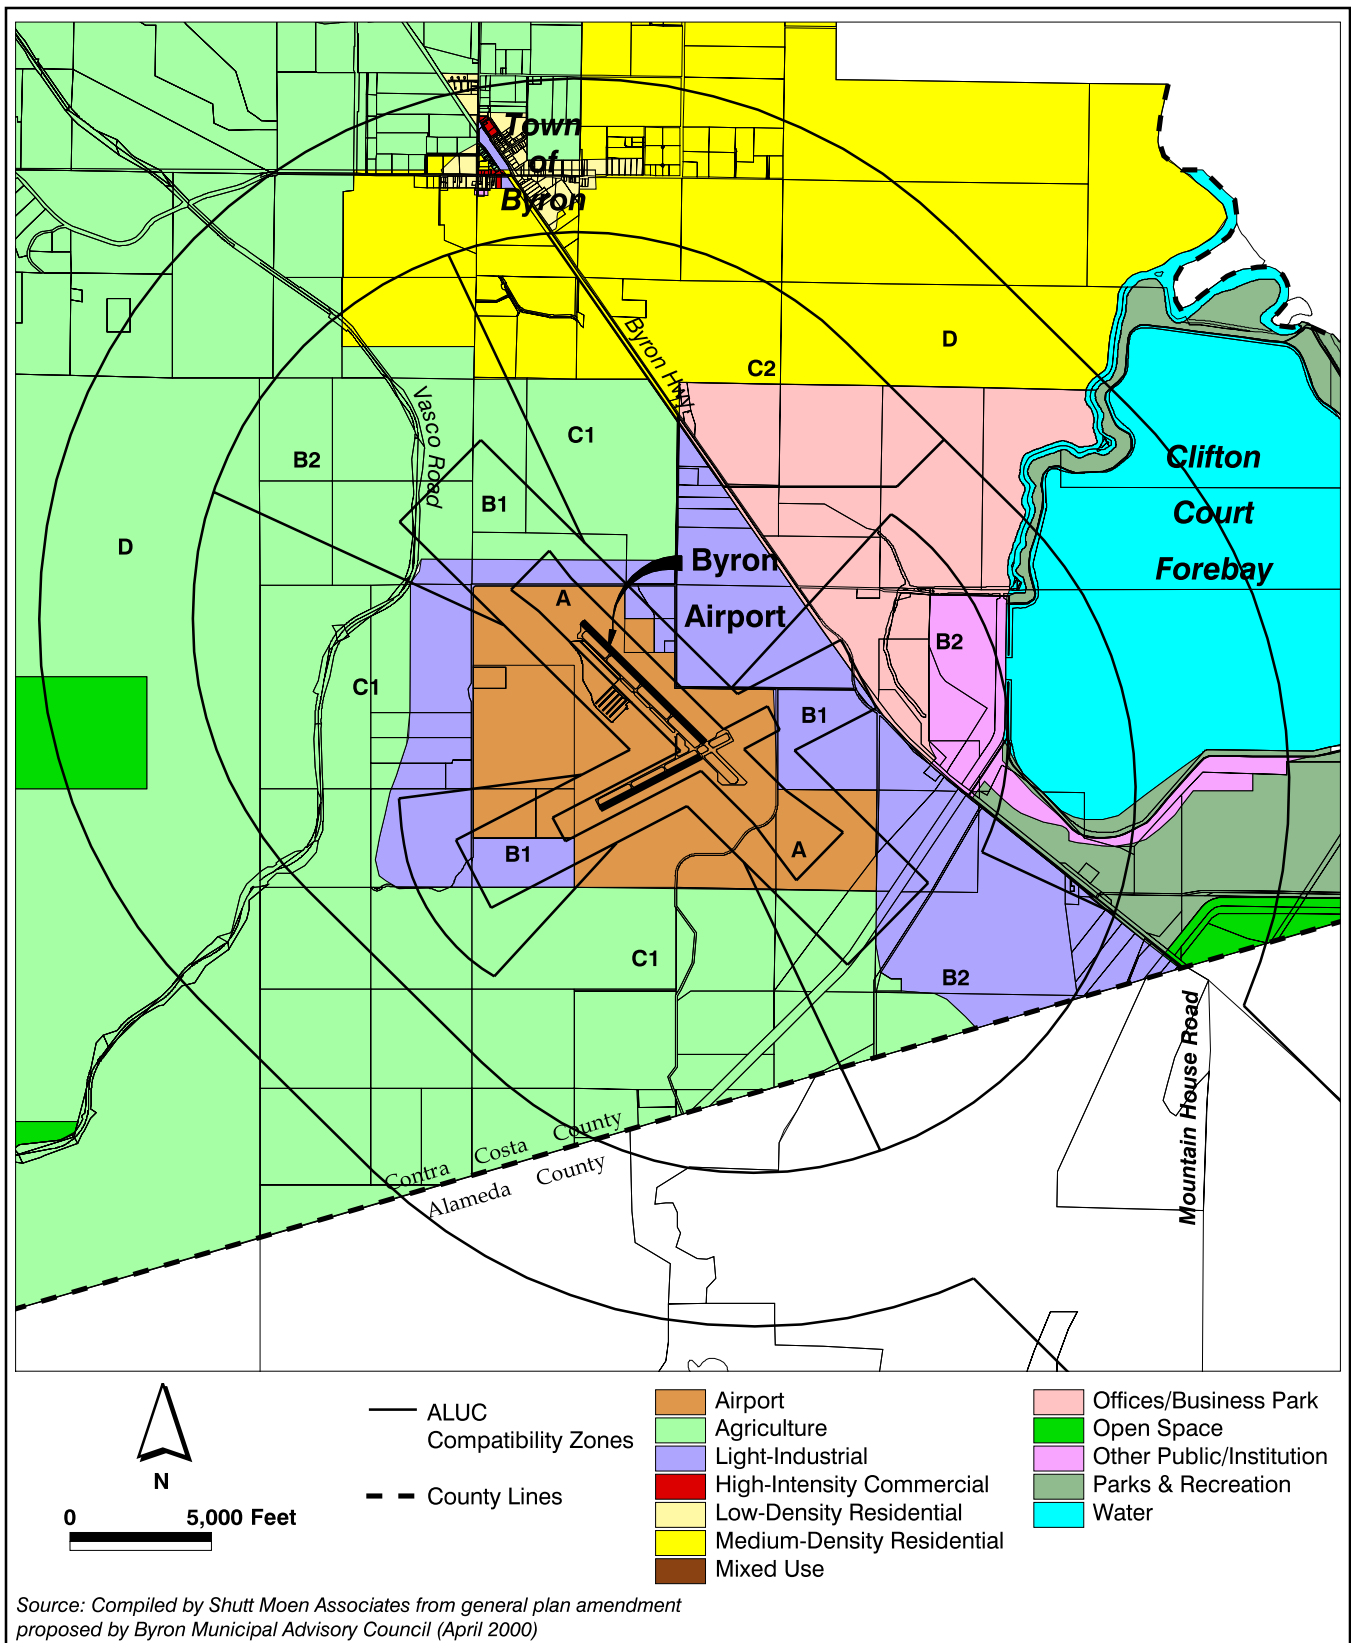 Town
of
Byron
Byron Hwy
D
C2
Vasco Road
C1
B2
B1
Clifton
Court
Forebay
D
Byron
Airport
A
B2
C1
B1
A
B1
C1
B2
Mountain House Road
Contra Costa County
Alameda County
N
0 5,000 Feet
ALUC
Compatibility Zones
County Lines
Airport
Agriculture
Light-Industrial
High-Intensity Commercial
Low-Density Residential
Medium-Density Residential
Mixed Use
Offices/Business Park
Open Space
Other Public/Institution
Parks & Recreation
Water
Source: Compiled by Shutt Moen Associates from general plan amendment
proposed by Byron Municipal Advisory Council (April 2000)